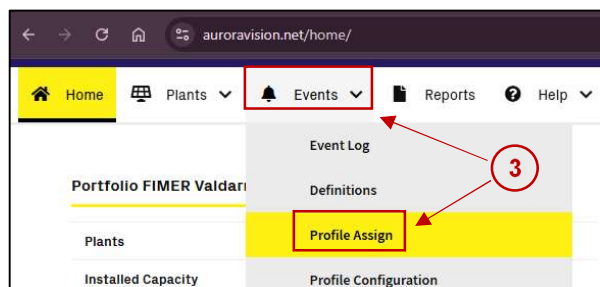 auroravision.net/home/
Home Plants Events Reports Help
Event Log
3
Portfolio FIMER Valdar
Definitions
Profile Assign
Plants
Installed Capacity
Profile Configuration